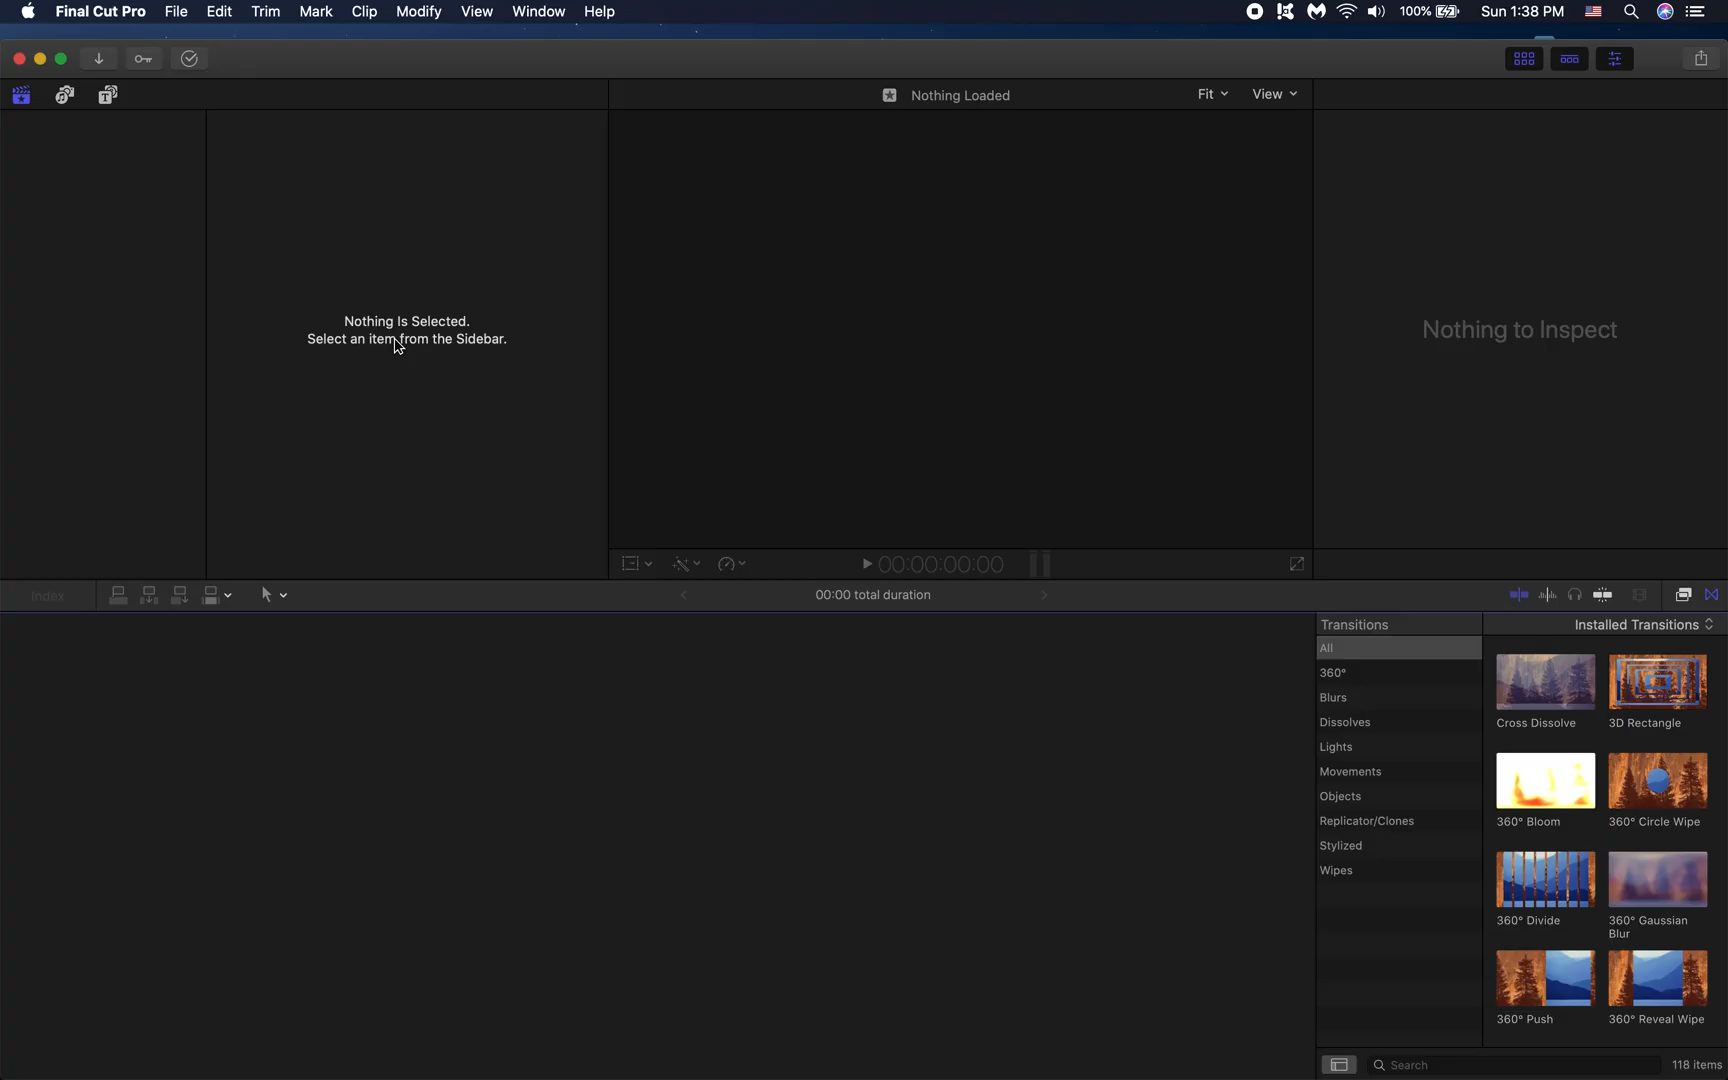 Final Cut Pro File Edit Trim Mark Clip Modify View Window Help 100% Sun 1:38 PM
Nothing Loaded Fit View
Nothing Is Selected.
Select an item from the Sidebar.
Nothing to Inspect
00:00:00:00
Index 00:00 total duration
Transitions Installed Transitions
All
360°
Blurs
Dissolves
Lights
Movements
Objects
Replicator/Clones
Stylized
Wipes
Cross Dissolve 3D Rectangle
360° Bloom 360° Circle Wipe
360° Divide 360° Gaussian
Blur
360° Push 360° Reveal Wipe
Search 118 items